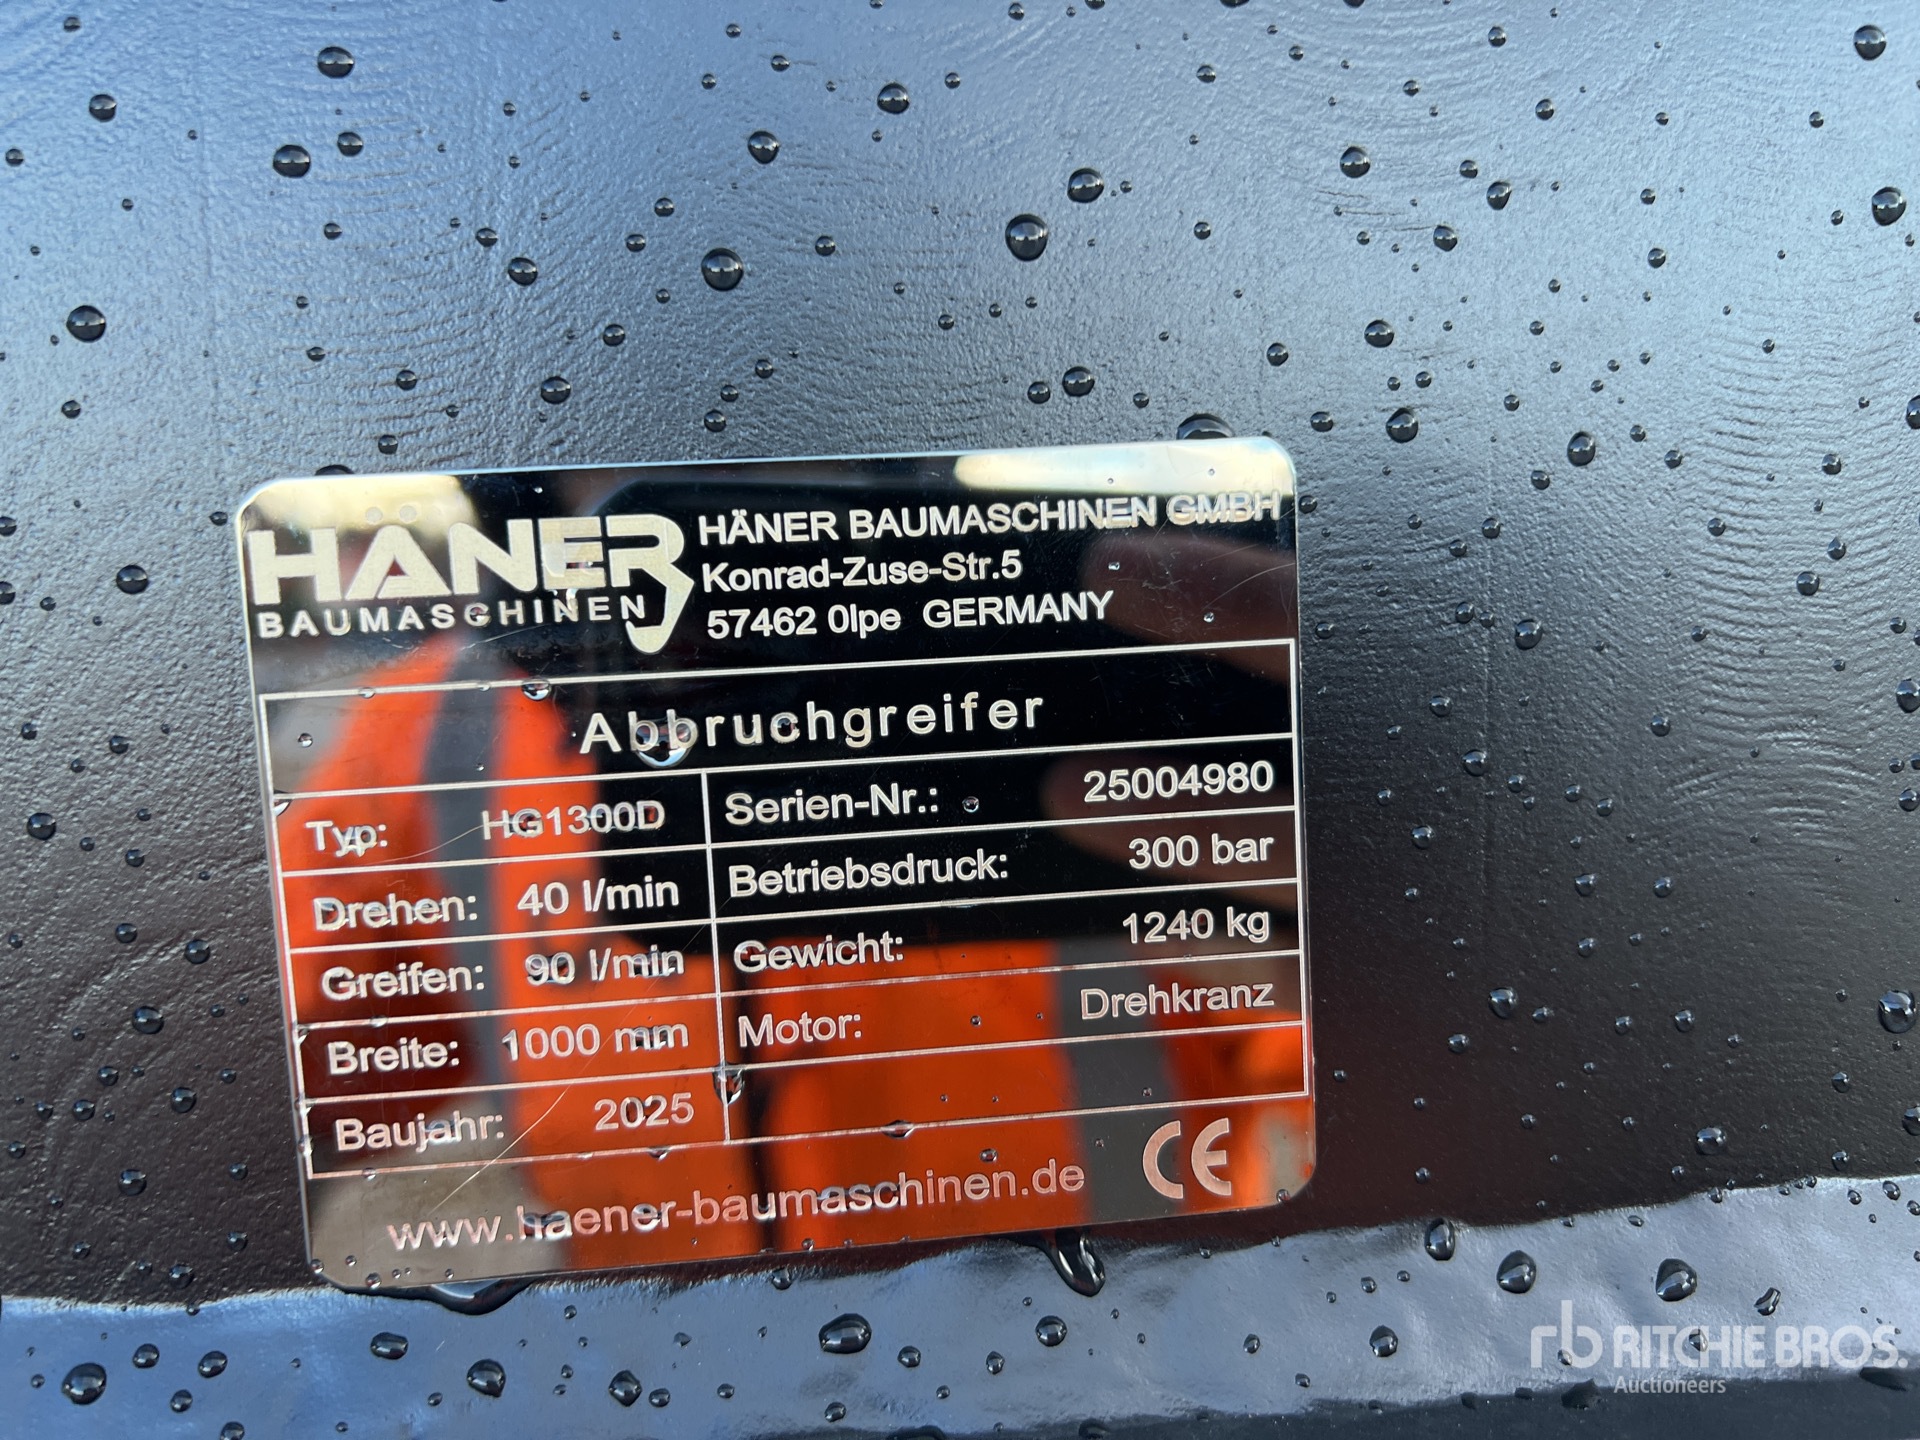 HÄNER
BAUMASCHINEN
HÄNER BAUMASCHINEN GMBH
Konrad-Zuse-Str.5
57462 Olpe GERMANY
Abbruchgreifer
Typ: HG1300D
Serien-Nr.: 25004980
Drehen: 40 l/min
Betriebsdruck: 300 bar
Greifen: 90 l/min
Gewicht: 1240 kg
Breite: 1000 mm
Motor: Drehkranz
Baujahr: 2025
www.haener-baumaschinen.de CE
rb RITCHIE BROS.
Auctioneers